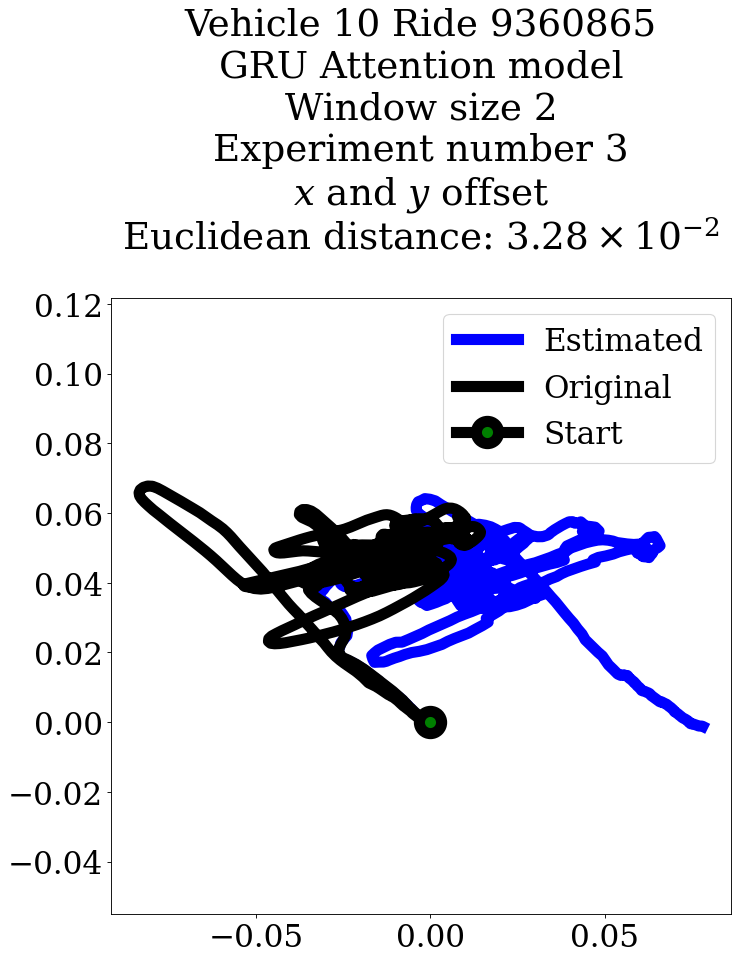 Vehicle 10 Ride 9360865
GRU Attention model
Window size 2
Experiment number 3
x and y offset
Euclidean distance: 3.28 × 10⁻²
Estimated
Original
Start
0.12
0.10
0.08
0.06
0.04
0.02
0.00
−0.02
−0.04
−0.05
0.00
0.05